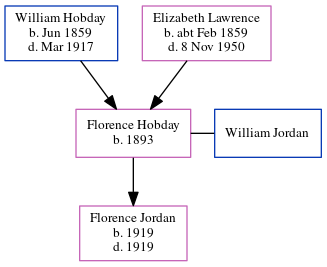 William Hobday
b. Jun 1859
d. Mar 1917
Elizabeth Lawrence
b. abt Feb 1859
d. 8 Nov 1950
Florence Hobday
b. 1893
William Jordan
Florence Jordan
b. 1919
d. 1919